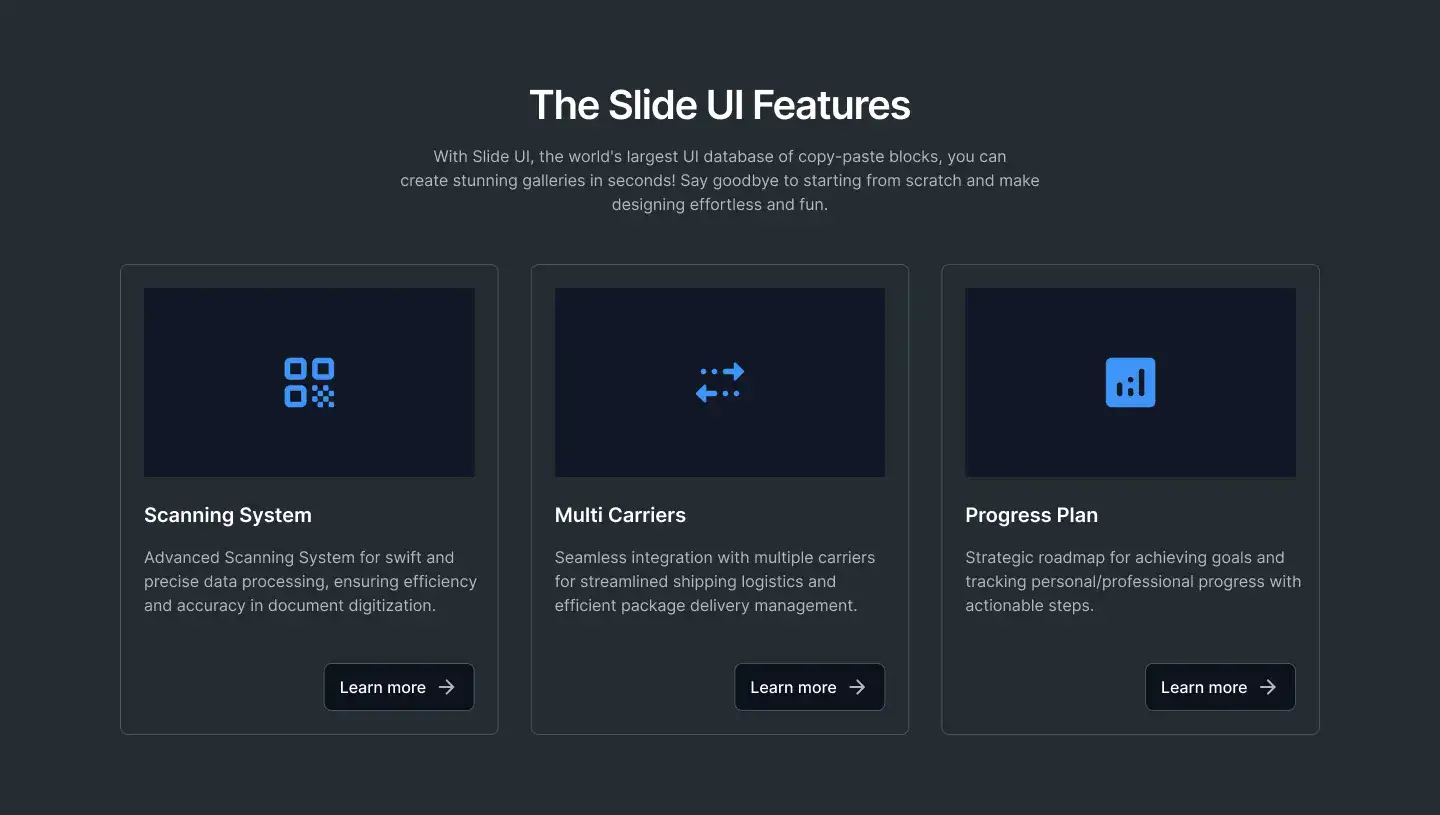 The Slide UI Features
With Slide UI, the world's largest UI database of copy-paste blocks, you can
create stunning galleries in seconds! Say goodbye to starting from scratch and make
designing effortless and fun.
Scanning System
Advanced Scanning System for swift and
precise data processing, ensuring efficiency
and accuracy in document digitization.
Learn more
Multi Carriers
Seamless integration with multiple carriers
for streamlined shipping logistics and
efficient package delivery management.
Learn more
Progress Plan
Strategic roadmap for achieving goals and
tracking personal/professional progress with
actionable steps.
Learn more